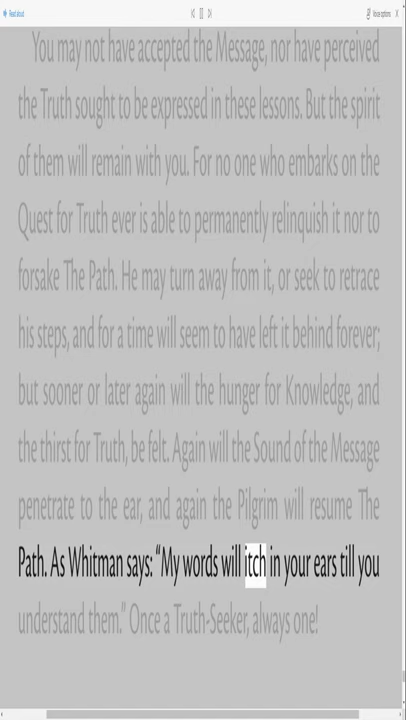 Read aloud
Voice options
You may not have accepted the Message, nor have perceived
the Truth sought to be expressed in these lessons. But the spirit
of them will remain with you. For no one who embarks on the
Quest for Truth ever is able to permanently relinquish it nor to
forsake The Path. He may turn away from it, or seek to retrace
his steps, and for a time will seem to have left it behind forever;
but sooner or later again will the hunger for Knowledge, and
the thirst for Truth, be felt. Again will the Sound of the Message
penetrate to the ear, and again the Pilgrim will resume The
Path. As Whitman says: “My words will itch in your ears till you
understand them.” Once a Truth-Seeker, always one!